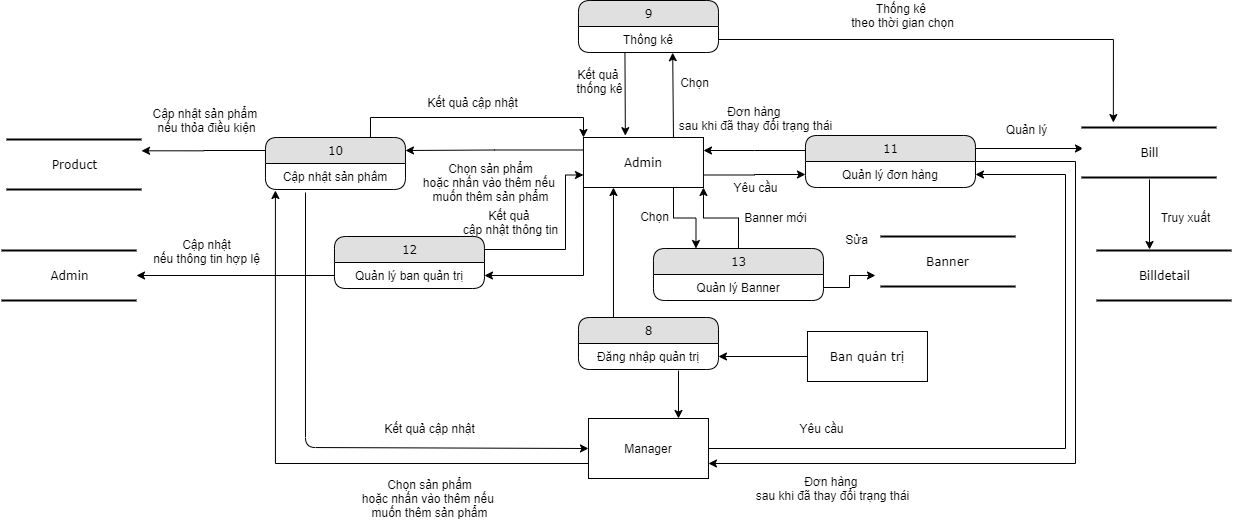 9
Thống kê
Thống kê
theo thời gian chọn
Kết quả
thống kê
Chọn
Kết quả cập nhật
Đơn hàng
sau khi đã thay đổi trạng thái
Cập nhật sản phẩm
nếu thỏa điều kiện
Product
10
Cập nhật sản phẩm
Admin
11
Quản lý đơn hàng
Quản lý
Bill
Chọn sản phẩm
hoặc nhấn vào thêm nếu
muốn thêm sản phẩm
Yêu cầu
Kết quả
cập nhật thông tin
Chọn
Banner mới
Truy xuất
Cập nhật
nếu thông tin hợp lệ
Admin
12
Quản lý ban quản trị
13
Quản lý Banner
Sửa
Banner
Billdetail
8
Đăng nhập quản trị
Ban quản trị
Kết quả cập nhật
Manager
Yêu cầu
Chọn sản phẩm
hoặc nhấn vào thêm nếu
muốn thêm sản phẩm
Đơn hàng
sau khi đã thay đổi trạng thái